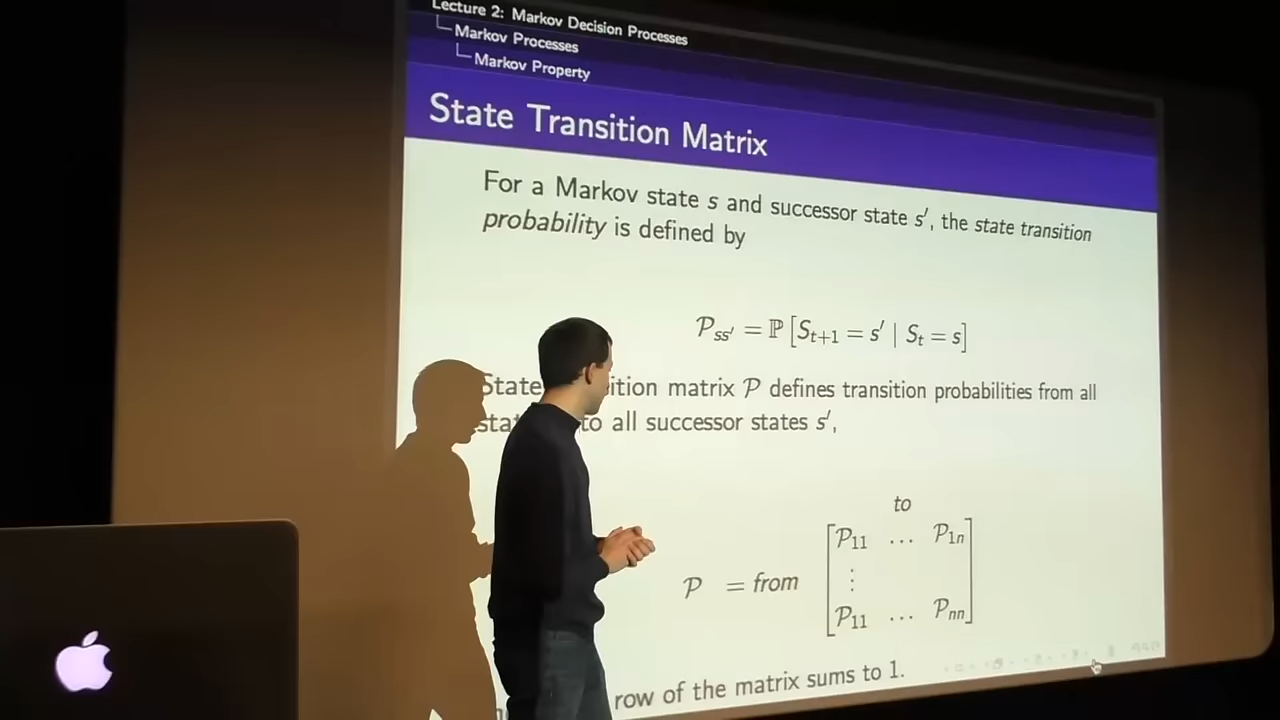 Lecture 2: Markov Decision Processes
Markov Processes
Markov Property
State Transition Matrix
For a Markov state s and successor state s′, the state transition
probability is defined by
𝒫ss′ = ℙ [St+1 = s′ | St = s]
State ition matrix 𝒫 defines transition probabilities from all
sta to all successor states s′,
to
𝒫 = from
𝒫11 … 𝒫1n
⋮
𝒫11 … 𝒫nn
row of the matrix sums to 1.